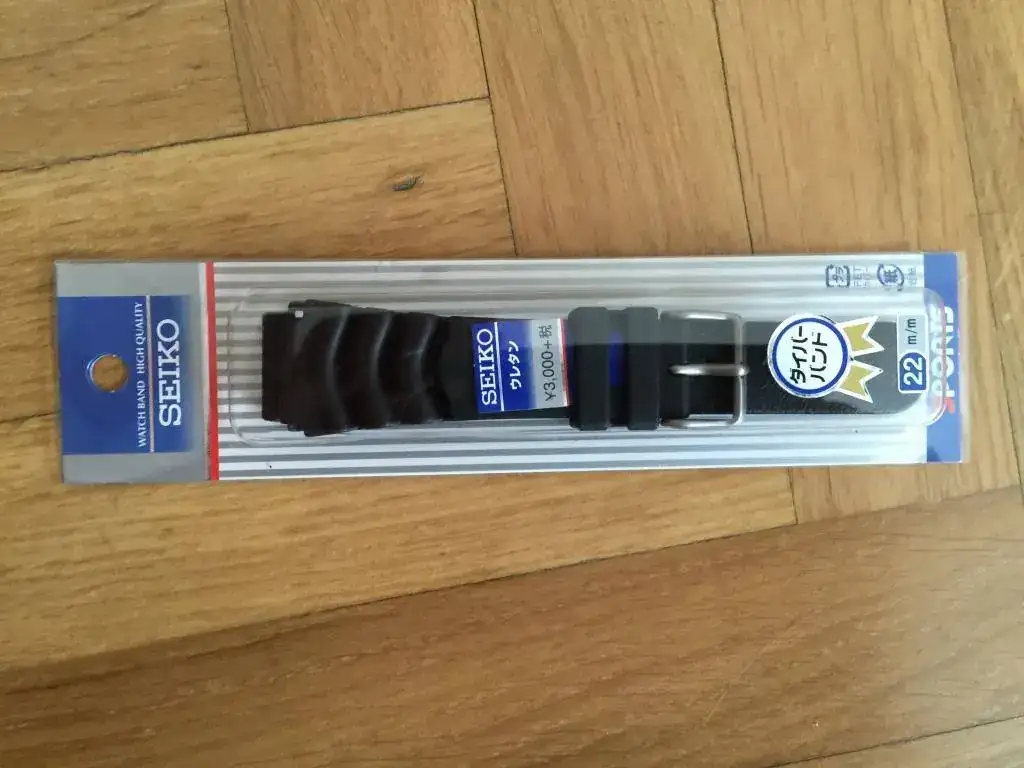 SEIKO
WATCH BAND HIGH QUALITY
SEIKO
ウレタン
¥3,000+税
ダイバー
バンド
22 m/m
SPORTS
紙